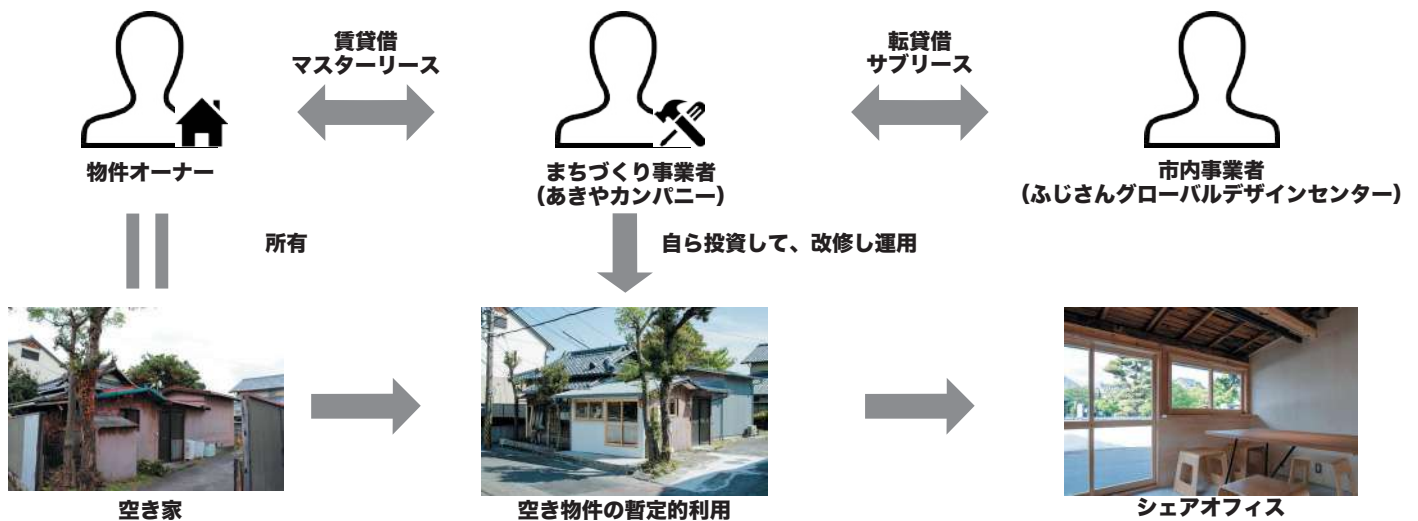 賃貸借
マスターリース
転貸借
サブリース
物件オーナー
まちづくり事業者
（あきやカンパニー）
市内事業者
（ふじさんグローバルデザインセンター）
所有
自ら投資して、改修し運用
空き家
空き物件の暫定的利用
シェアオフィス